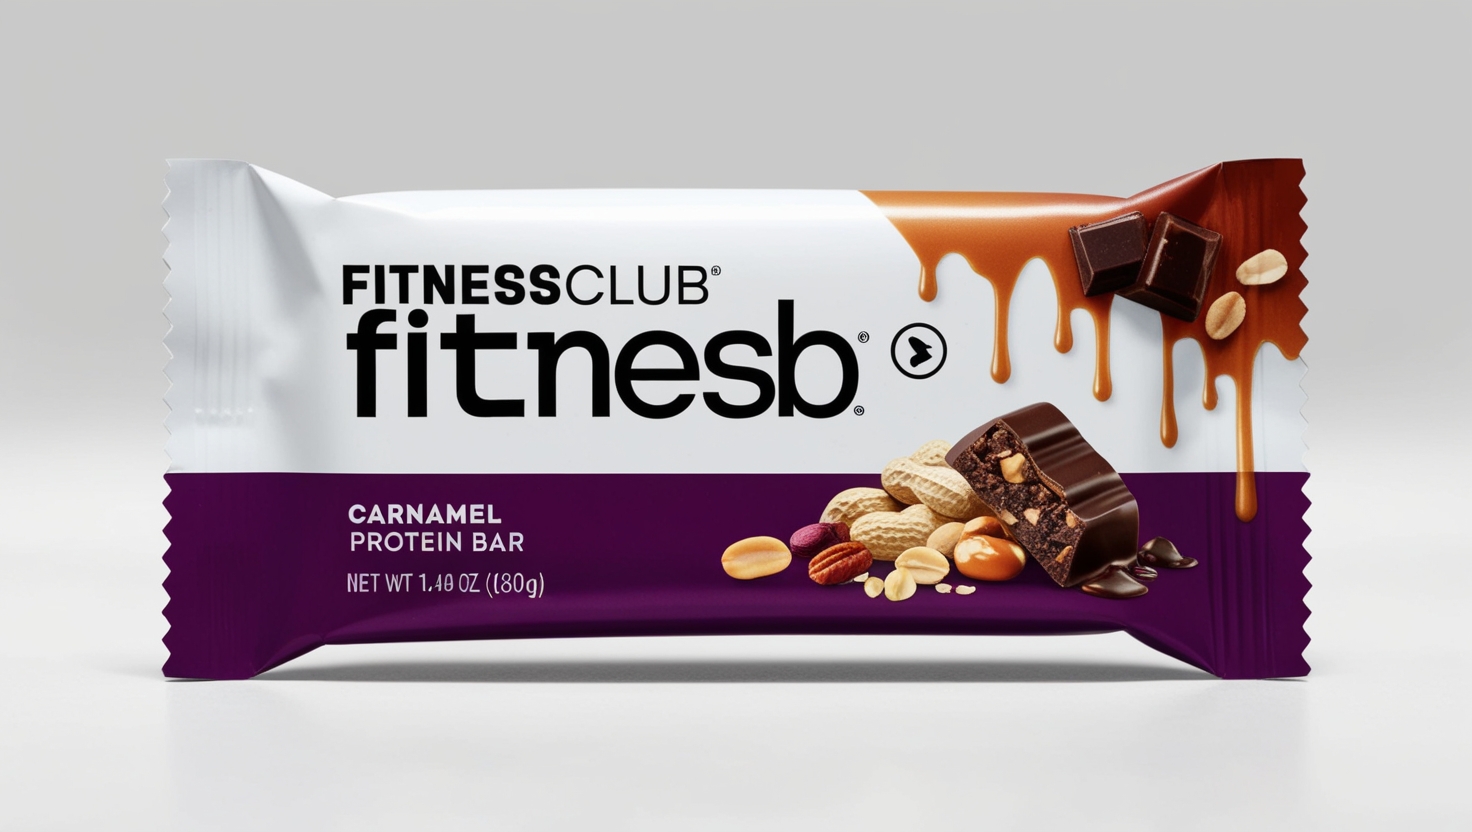 FITNESSCLUB®
fitnesb®
CARNAMEL
PROTEIN BAR
NET WT 1.40 OZ (180g)